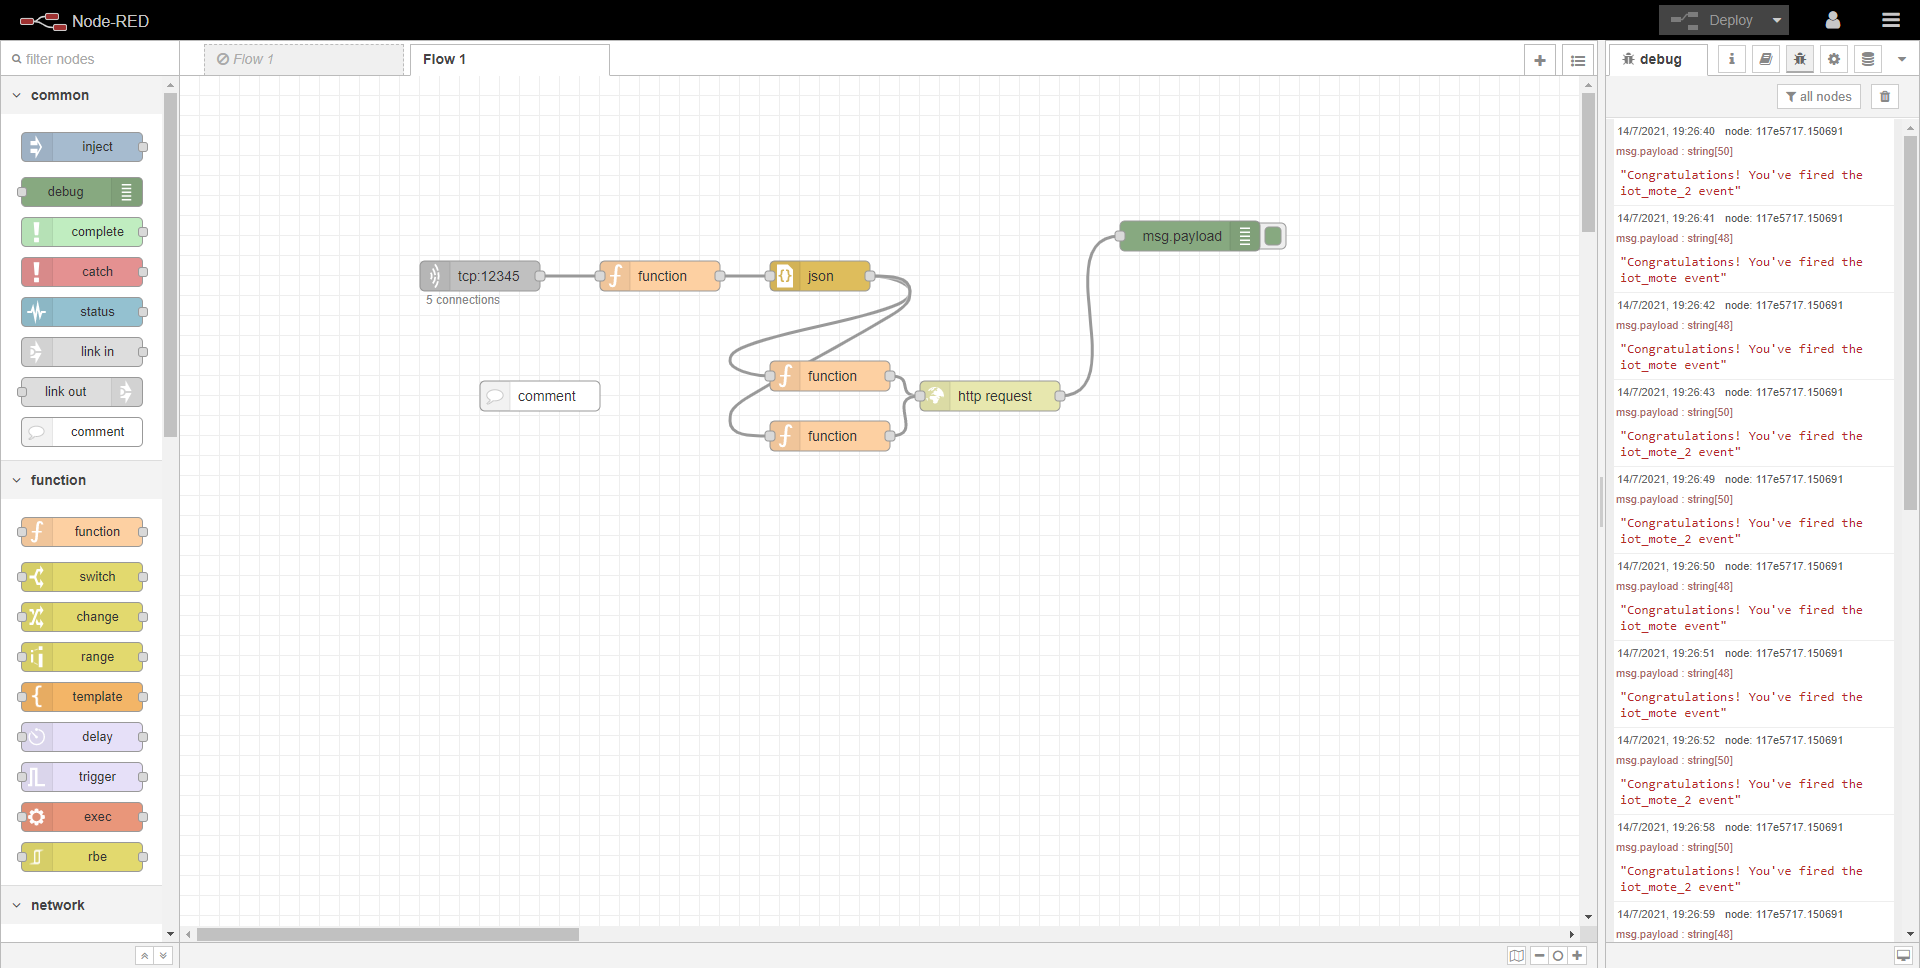 Node-RED
Deploy
filter nodes
Flow 1
Flow 1
debug
i
common
all nodes
inject
debug
complete
catch
status
link in
link out
comment
function
function
switch
change
range
template
delay
trigger
exec
rbe
network
tcp:12345
5 connections
function
json
comment
function
function
http request
msg.payload
14/7/2021, 19:26:40 node: 117e5717.150691
msg.payload : string[50]
"Congratulations! You've fired the
iot_mote_2 event"
14/7/2021, 19:26:41 node: 117e5717.150691
msg.payload : string[48]
"Congratulations! You've fired the
iot_mote event"
14/7/2021, 19:26:42 node: 117e5717.150691
msg.payload : string[48]
"Congratulations! You've fired the
iot_mote event"
14/7/2021, 19:26:43 node: 117e5717.150691
msg.payload : string[50]
"Congratulations! You've fired the
iot_mote_2 event"
14/7/2021, 19:26:49 node: 117e5717.150691
msg.payload : string[50]
"Congratulations! You've fired the
iot_mote_2 event"
14/7/2021, 19:26:50 node: 117e5717.150691
msg.payload : string[48]
"Congratulations! You've fired the
iot_mote event"
14/7/2021, 19:26:51 node: 117e5717.150691
msg.payload : string[48]
"Congratulations! You've fired the
iot_mote event"
14/7/2021, 19:26:52 node: 117e5717.150691
msg.payload : string[50]
"Congratulations! You've fired the
iot_mote_2 event"
14/7/2021, 19:26:58 node: 117e5717.150691
msg.payload : string[50]
"Congratulations! You've fired the
iot_mote_2 event"
14/7/2021, 19:26:59 node: 117e5717.150691
msg.payload : string[48]